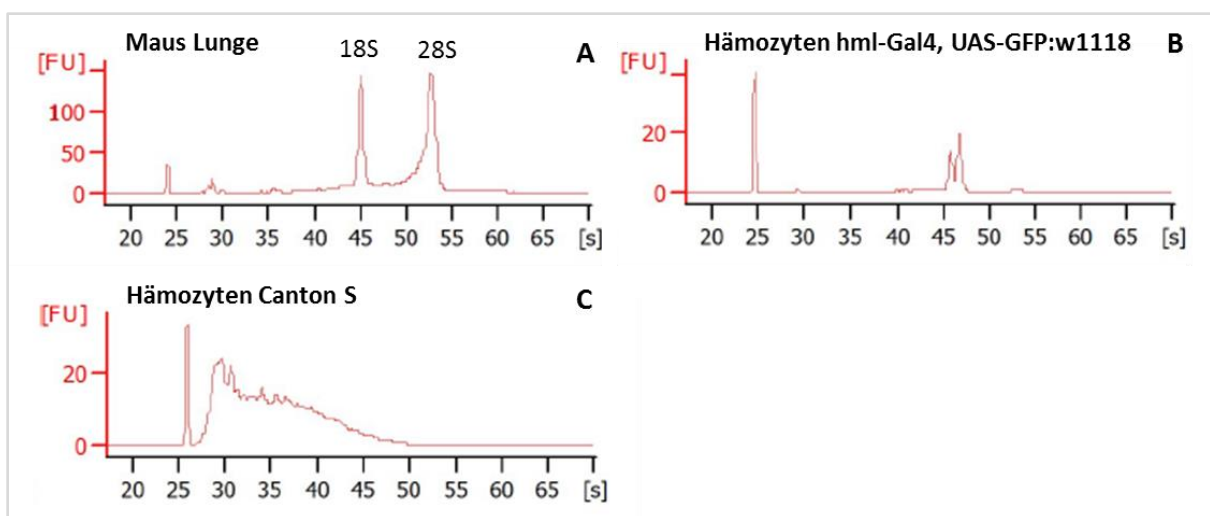 Maus Lunge
18S 28S
A
[FU]
100
50
0
20 25 30 35 40 45 50 55 60 65 [s]
Hämozyten hml-Gal4, UAS-GFP:w1118
B
[FU]
20
0
20 25 30 35 40 45 50 55 60 65 [s]
Hämozyten Canton S
C
[FU]
20
0
20 25 30 35 40 45 50 55 60 65 [s]